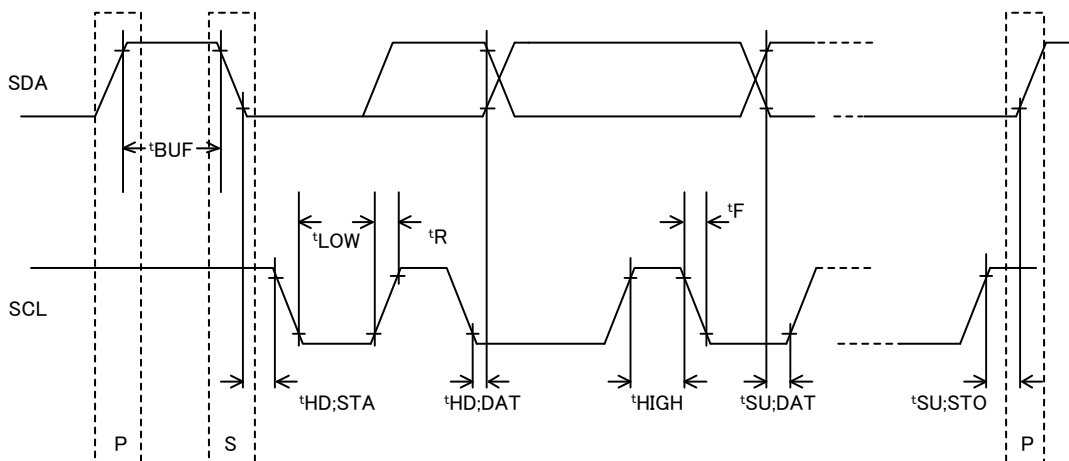 SDA
tBUF
tLOW
tR
tF
SCL
tHD;STA
tHD;DAT
tHIGH
tSU;DAT
tSU;STO
P
S
P